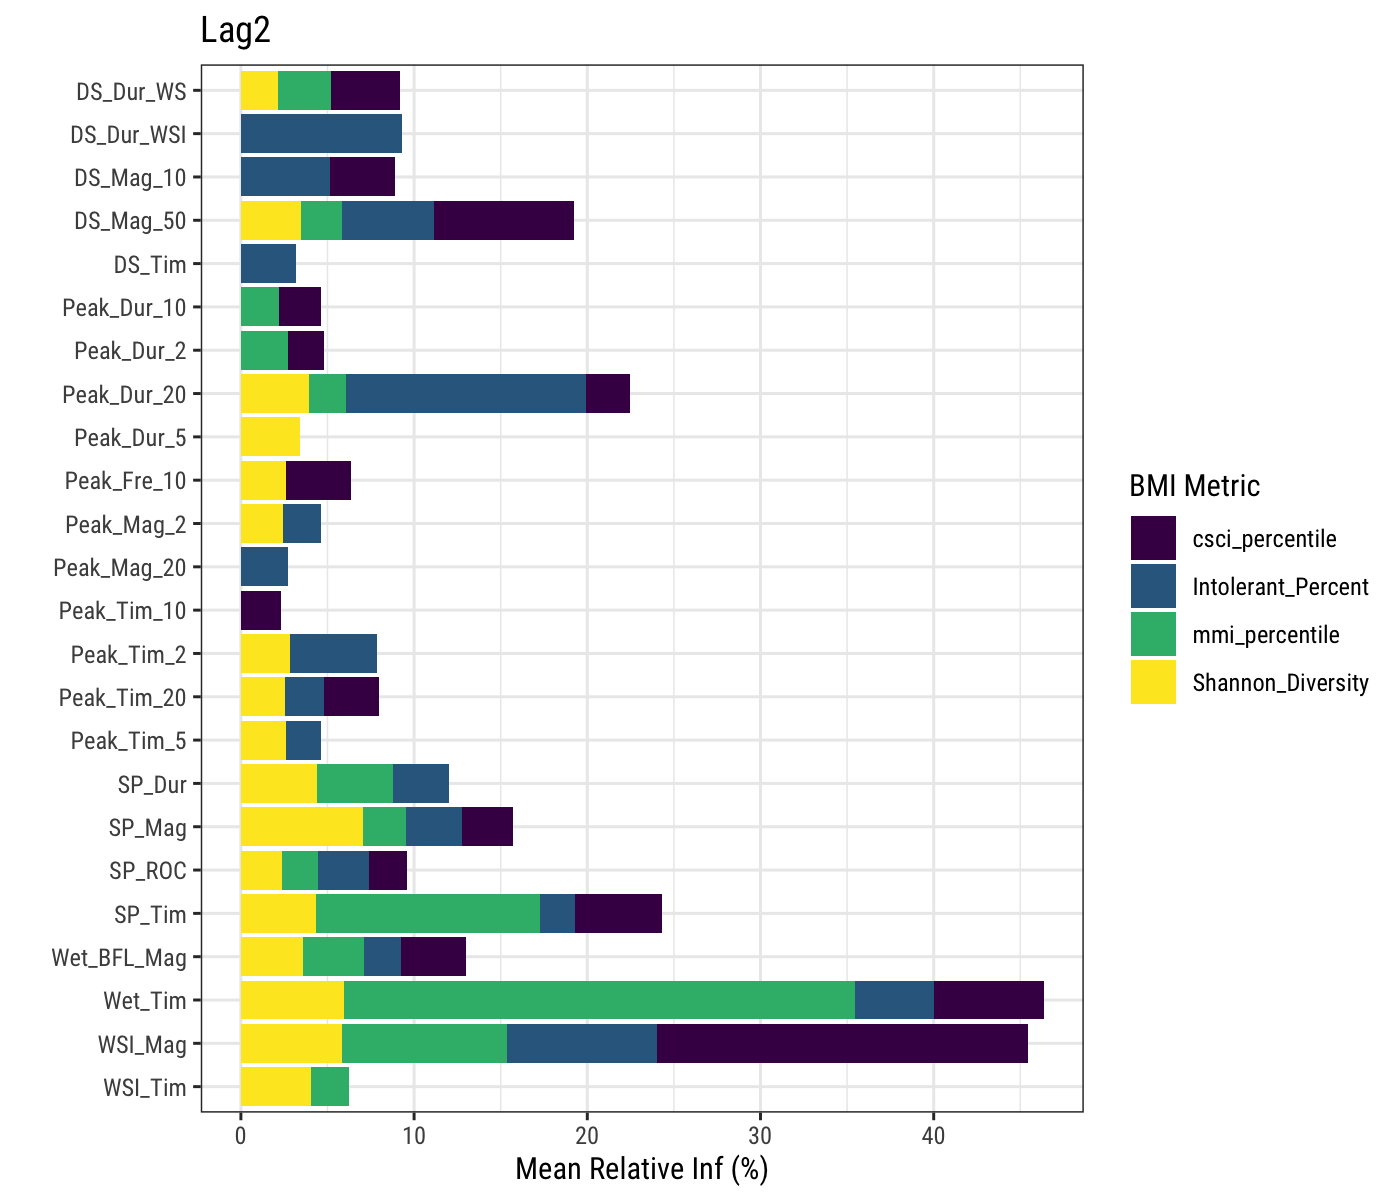 Lag2
DS_Dur_WS
DS_Dur_WSI
DS_Mag_10
DS_Mag_50
DS_Tim
Peak_Dur_10
Peak_Dur_2
Peak_Dur_20
Peak_Dur_5
Peak_Fre_10
Peak_Mag_2
Peak_Mag_20
Peak_Tim_10
Peak_Tim_2
Peak_Tim_20
Peak_Tim_5
SP_Dur
SP_Mag
SP_ROC
SP_Tim
Wet_BFL_Mag
Wet_Tim
WSI_Mag
WSI_Tim
0 10 20 30 40
Mean Relative Inf (%)
BMI Metric
csci_percentile
Intolerant_Percent
mmi_percentile
Shannon_Diversity